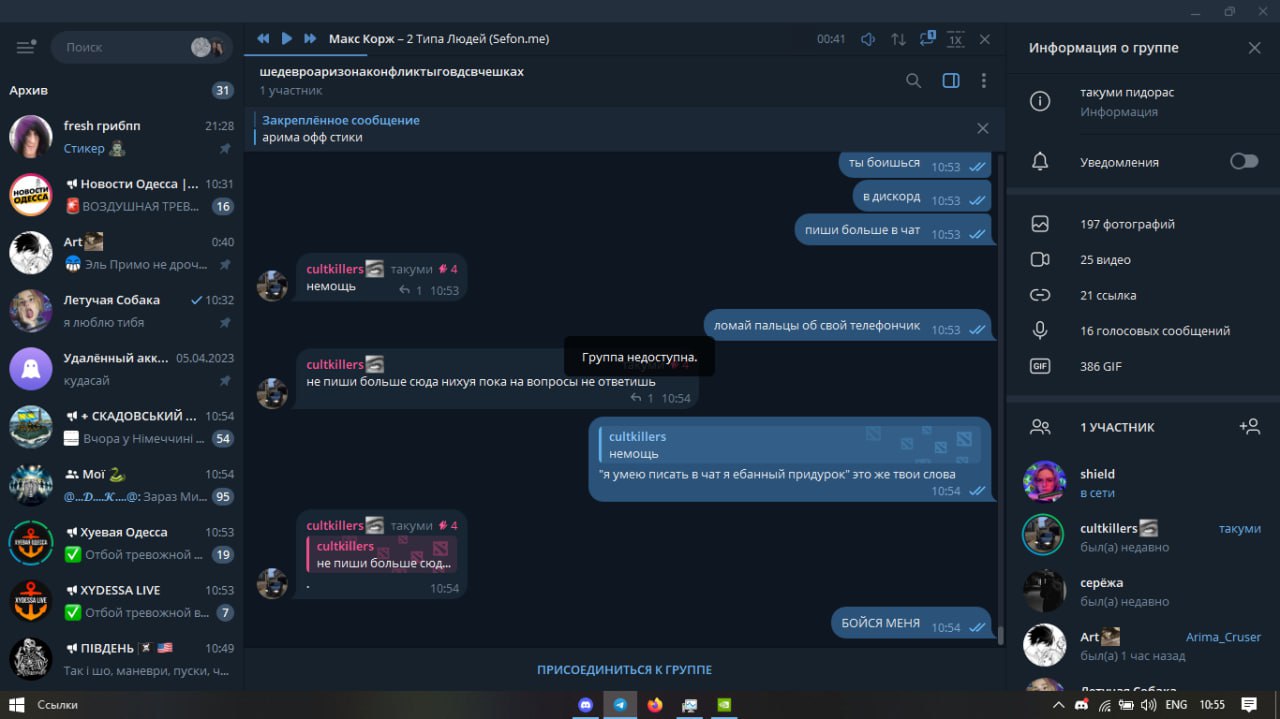 Поиск
Архив
31
fresh грибпп
21:28
Стикер
НОВОСТИ
ОДЕССА
Новости Одесса |...
10:31
ВОЗДУШНАЯ ТРЕВ...
16
Art
0:40
Эль Примо не дроч...
Летучая Собака
10:32
я люблю тибя
Удалённый акк...
05.04.2023
кудасай
+ СКАДОВСЬКИЙ ...
10:54
Вчора у Німеччині ...
54
Мої
10:54
@...D....K....@: Зараз Ми...
95
Хуевая Одесса
10:53
Отбой тревожной ...
19
XYDESSA LIVE
10:53
Отбой тревожной в...
7
ПІВДЕНЬ
10:49
Так і шо, маневри, пуски, ч...
Макс Корж – 2 Типа Людей (Sefon.me)
00:41
1
1X
шедевроаризонаконфликтыговдсвчешках
1 участник
Закреплённое сообщение
арима офф стики
ты боишься 10:53
в дискорд 10:53
пиши больше в чат 10:53
cultkillers такуми 4
немощь 1 10:53
ломай пальцы об свой телефончик 10:53
Группа недоступна.
cultkillers такуми 4
не пиши больше сюда нихуя пока на вопросы не ответишь
1 10:54
cultkillers
немощь
"я умею писать в чат я ебанный придурок" это же твои слова
10:54
cultkillers такуми 4
cultkillers
не пиши больше сюд...
.
10:54
БОЙСЯ МЕНЯ 10:54
ПРИСОЕДИНИТЬСЯ К ГРУППЕ
Информация о группе
такуми пидорас
Информация
Уведомления
197 фотографий
25 видео
21 ссылка
16 голосовых сообщений
GIF
386 GIF
1 УЧАСТНИК
shield
в сети
cultkillers такуми
был(а) недавно
серёжа
был(а) недавно
Art Arima_Cruser
был(а) 1 час назад
Летучая Собака
Ссылки
ENG
10:55